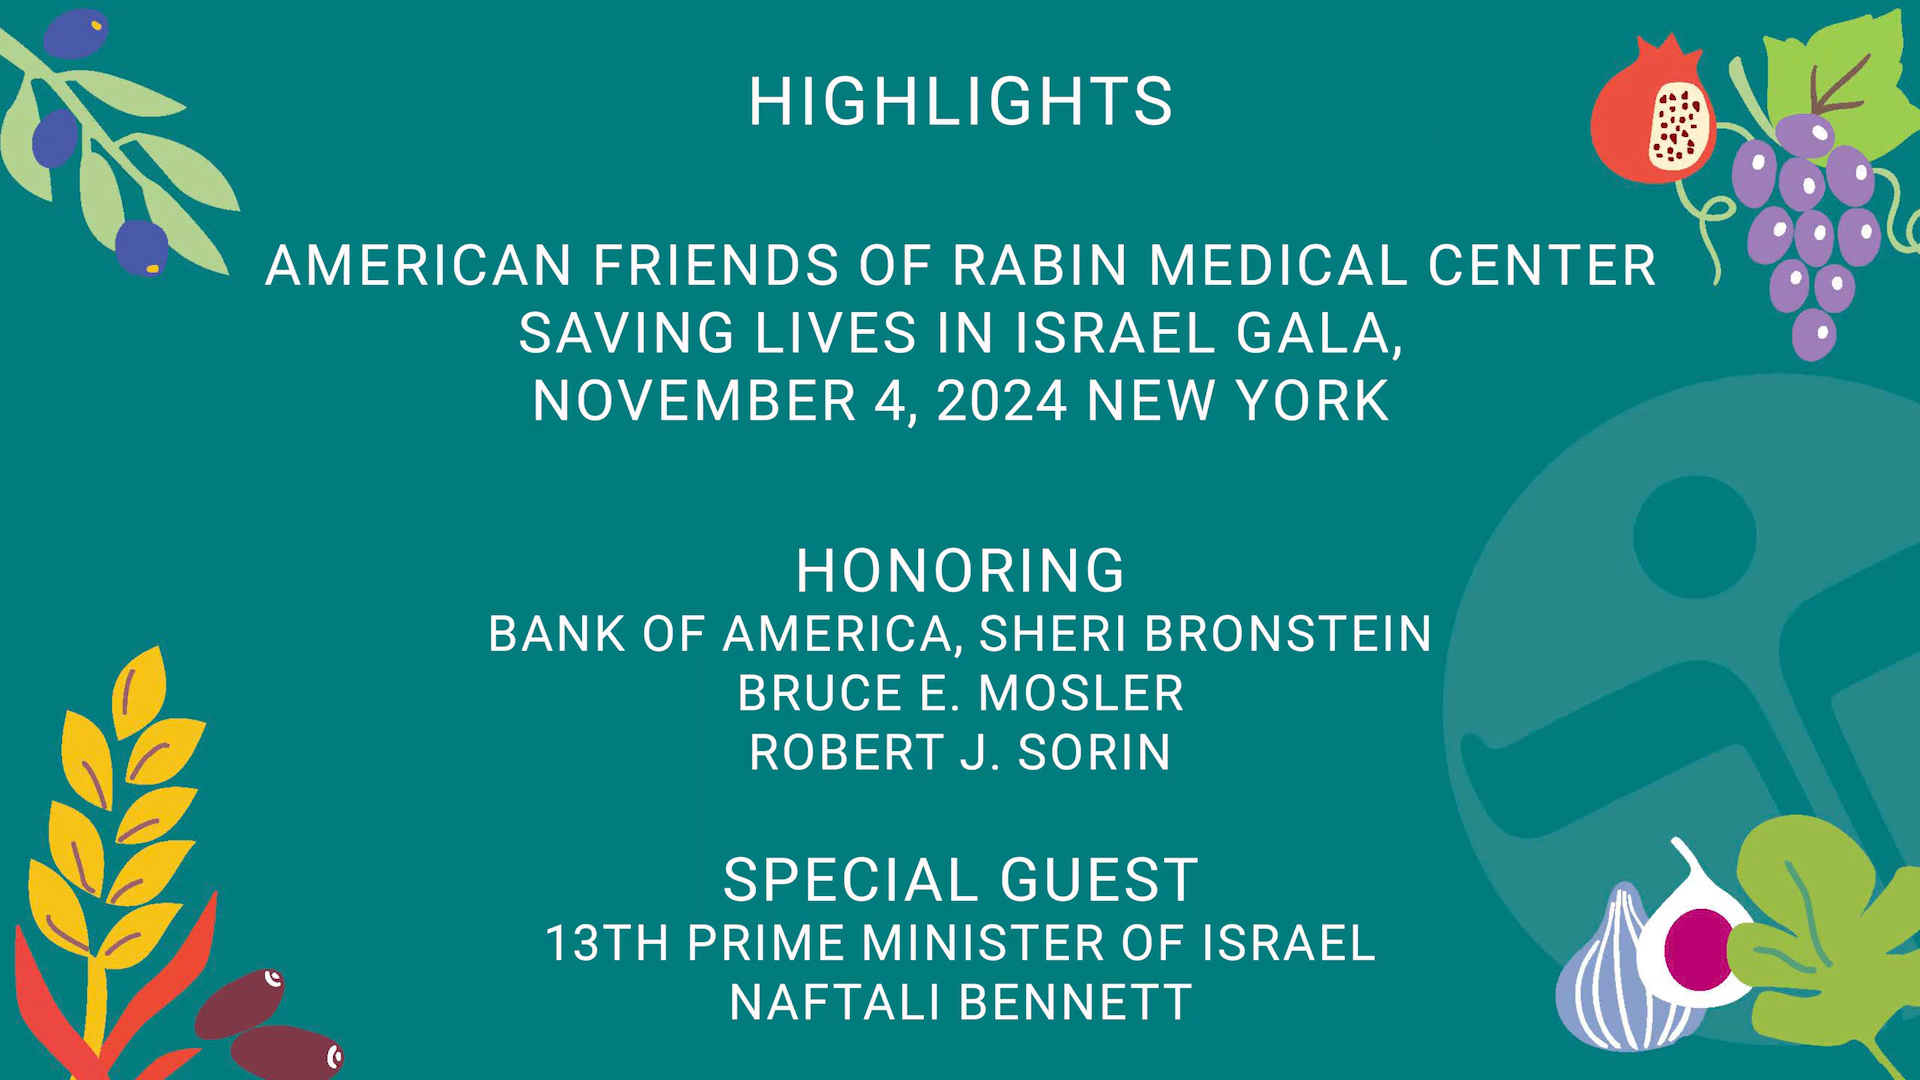 HIGHLIGHTS
AMERICAN FRIENDS OF RABIN MEDICAL CENTER
SAVING LIVES IN ISRAEL GALA,
NOVEMBER 4, 2024 NEW YORK
HONORING
BANK OF AMERICA, SHERI BRONSTEIN
BRUCE E. MOSLER
ROBERT J. SORIN
SPECIAL GUEST
13TH PRIME MINISTER OF ISRAEL
NAFTALI BENNETT